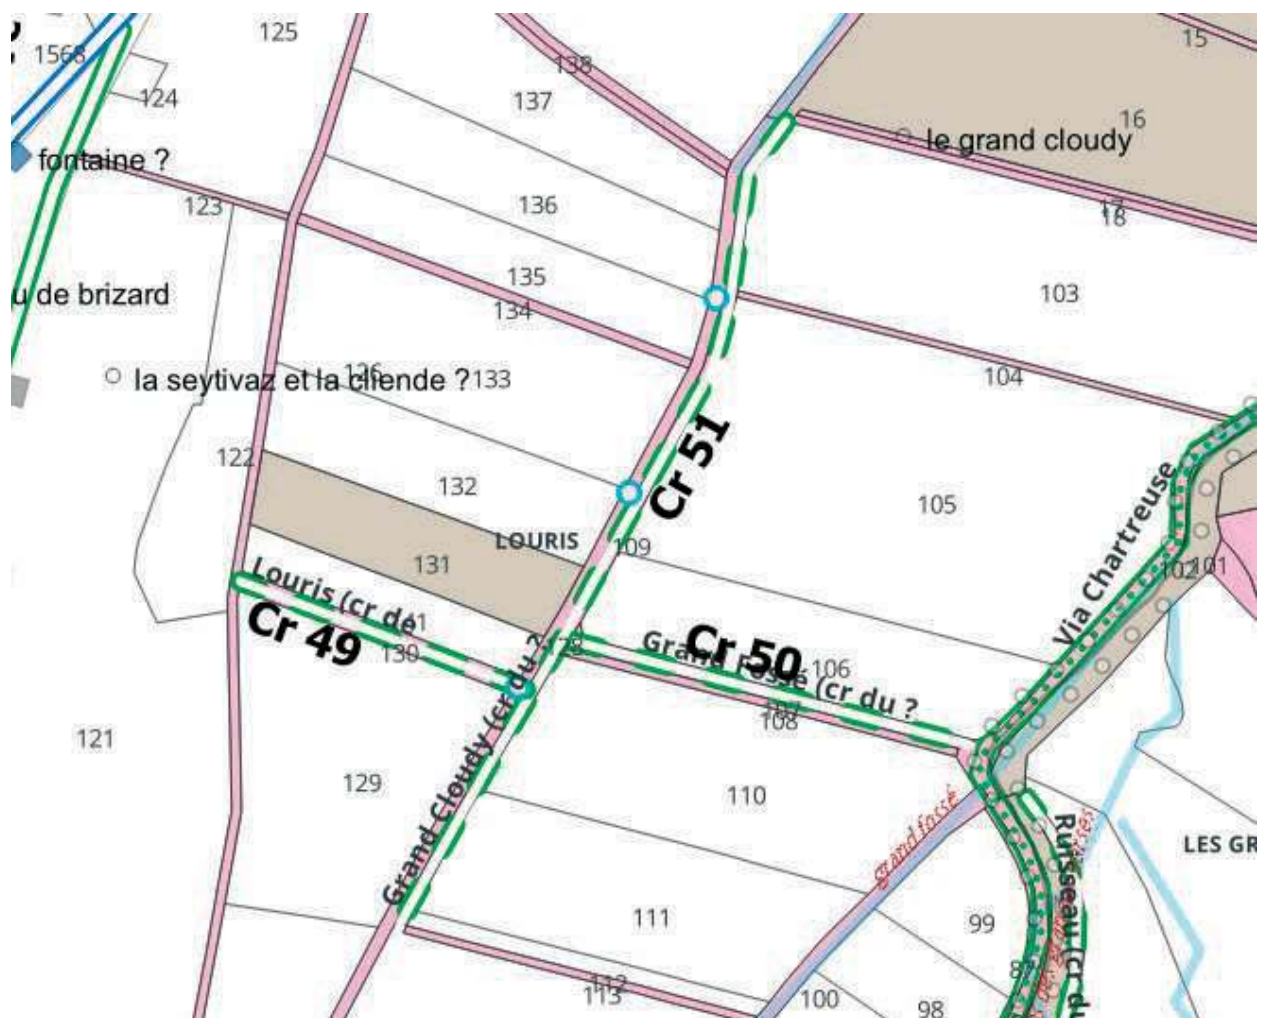 125
15
1568
138
137
124
16
le grand cloudy
fontaine ?
136
123
17
18
135
u de brizard
103
134
126
la seytivaz et la cliende ?
133
104
122
132
Cr 51
105
LOURIS
109
131
Via Chartreuse
102
101
Louris (cr de
Cr 49
130
Cr 50
Grand Fossé (cr du ?
106
107
108
121
Grand Cloudy (cr du ?
129
110
grand fossé
LES GR
Ruisseau (cr du
111
99
112
113
100
98